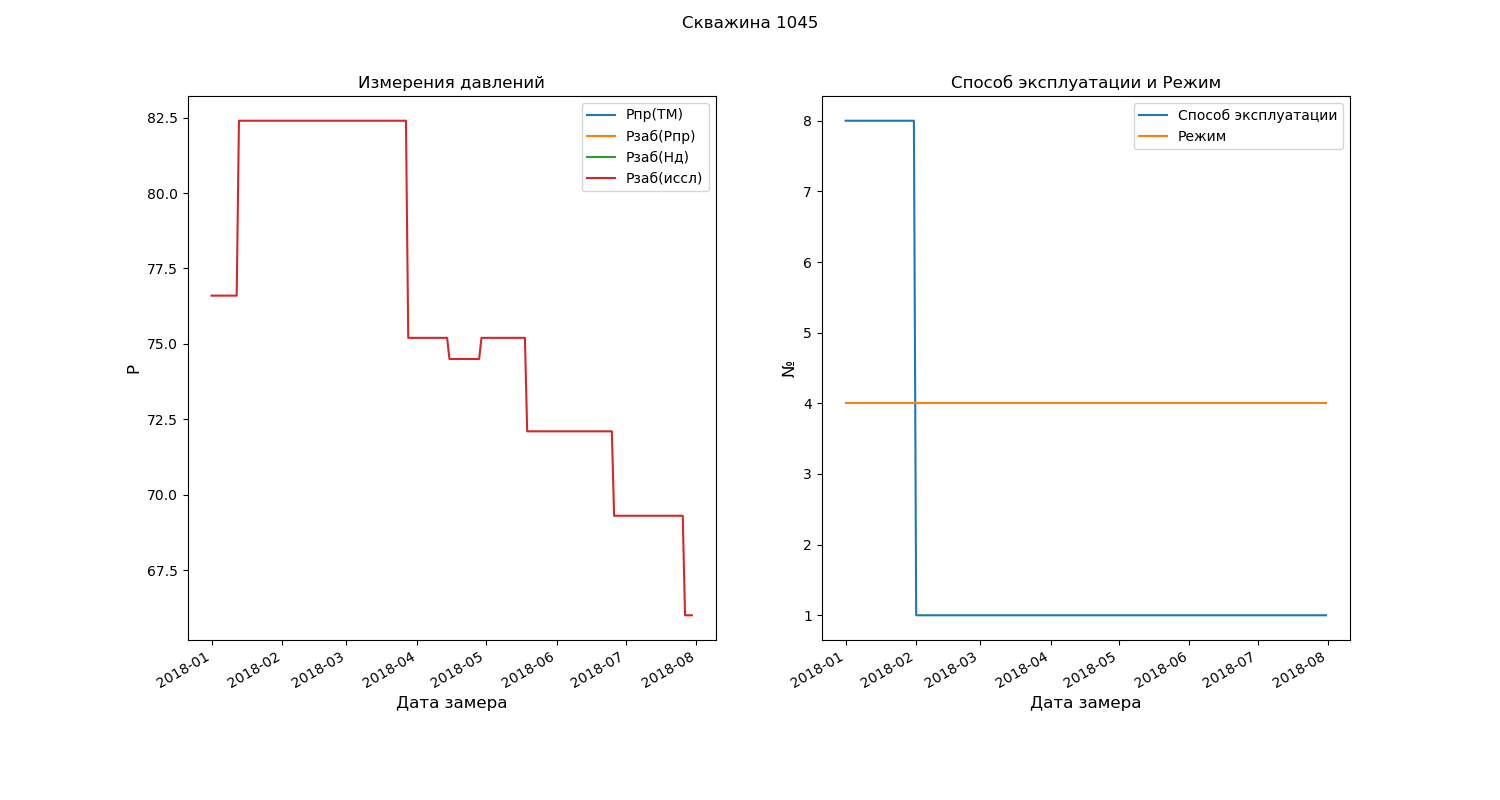 Скважина 1045
Измерения давлений
82.5
80.0
77.5
75.0
72.5
70.0
67.5
P
Рпр(ТМ)
Рзаб(Рпр)
Рзаб(Нд)
Рзаб(иссл)
2018-01
2018-02
2018-03
2018-04
2018-05
2018-06
2018-07
2018-08
Дата замера
Способ эксплуатации и Режим
8
7
6
5
4
3
2
1
№
Способ эксплуатации
Режим
2018-01
2018-02
2018-03
2018-04
2018-05
2018-06
2018-07
2018-08
Дата замера